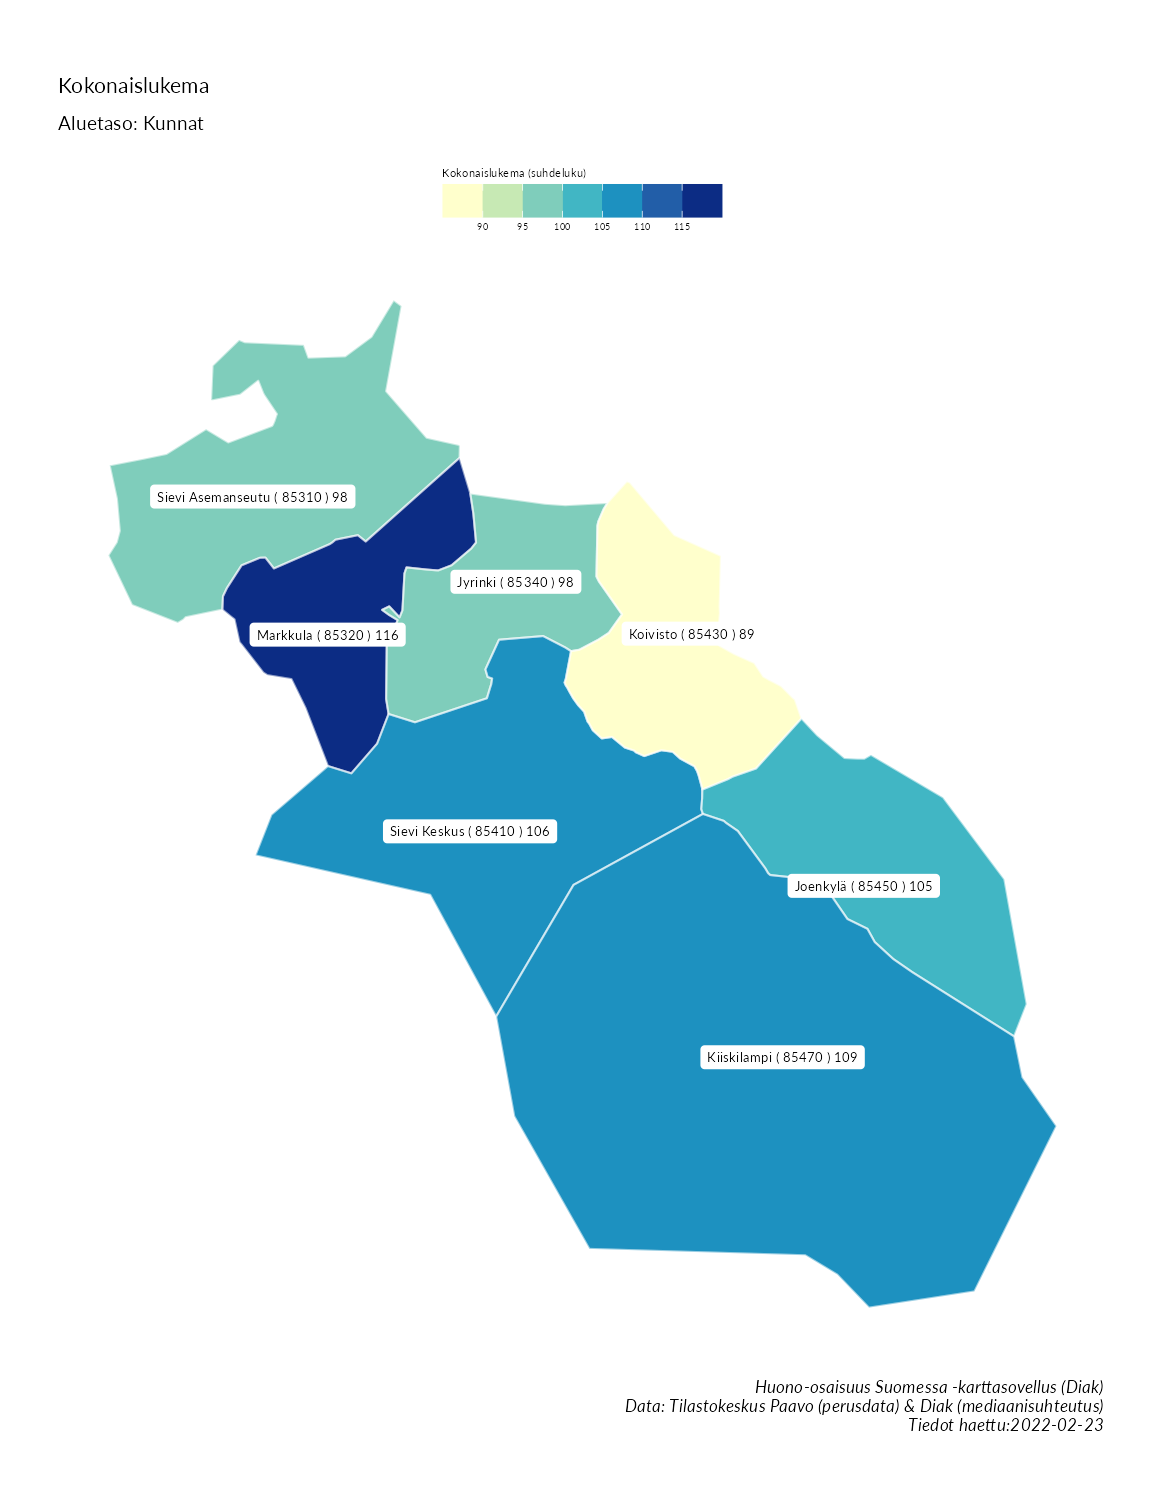 Kokonaislukema
Aluetaso: Kunnat
Kokonaislukema (suhdeluku)
90 95 100 105 110 115
Sievi Asemanseutu ( 85310 ) 98
Jyrinki ( 85340 ) 98
Markkula ( 85320 ) 116
Koivisto ( 85430 ) 89
Sievi Keskus ( 85410 ) 106
Joenkylä ( 85450 ) 105
Kiiskilampi ( 85470 ) 109
Huono-osaisuus Suomessa -karttasovellus (Diak)
Data: Tilastokeskus Paavo (perusdata) & Diak (mediaanisuhteutus)
Tiedot haettu:2022-02-23